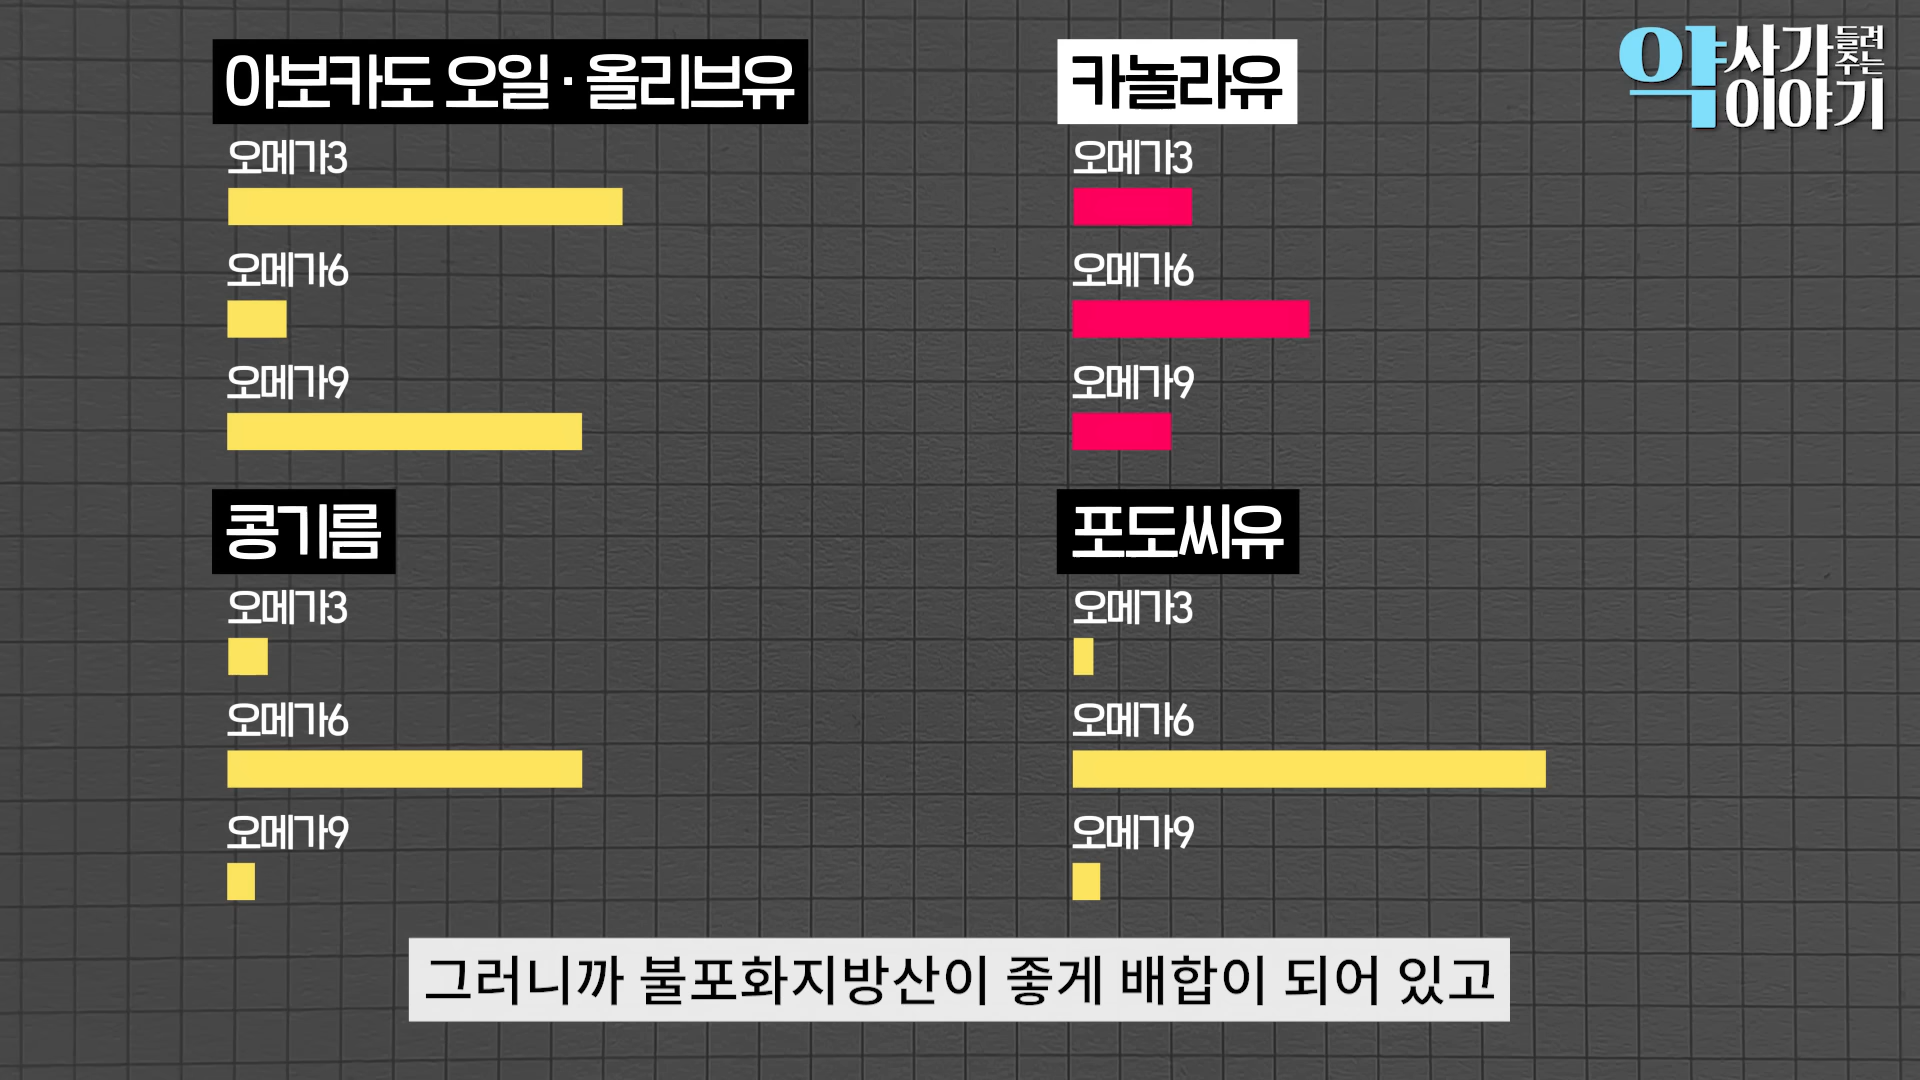 아보카도 오일 · 올리브유
오메가3
오메가6
오메가9
카놀라유
오메가3
오메가6
오메가9
콩기름
오메가3
오메가6
오메가9
포도씨유
오메가3
오메가6
오메가9
약사가 들려주는
이야기
그러니까 불포화지방산이 좋게 배합이 되어 있고